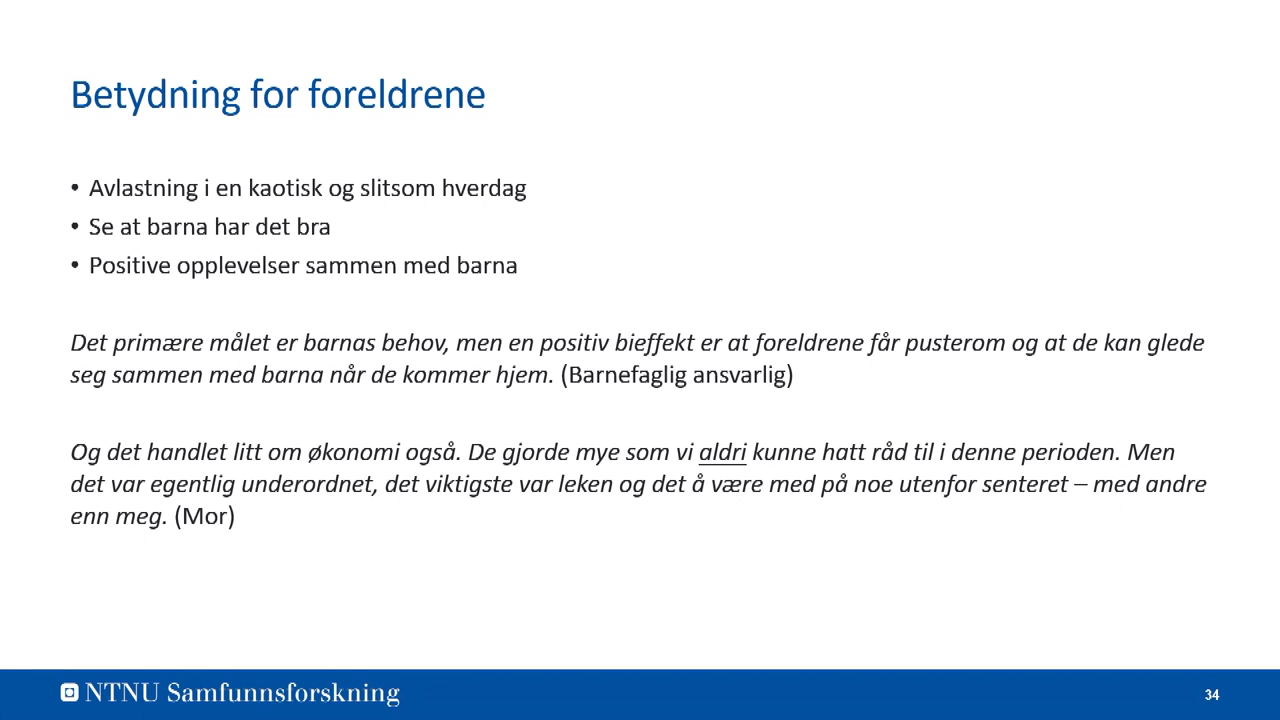 Betydning for foreldrene
• Avlastning i en kaotisk og slitsom hverdag
• Se at barna har det bra
• Positive opplevelser sammen med barna
Det primære målet er barnas behov, men en positiv bieffekt er at foreldrene får pusterom og at de kan glede
seg sammen med barna når de kommer hjem. (Barnefaglig ansvarlig)
Og det handlet litt om økonomi også. De gjorde mye som vi aldri kunne hatt råd til i denne perioden. Men
det var egentlig underordnet, det viktigste var leken og det å være med på noe utenfor senteret – med andre
enn meg. (Mor)
NTNU Samfunnsforskning
34